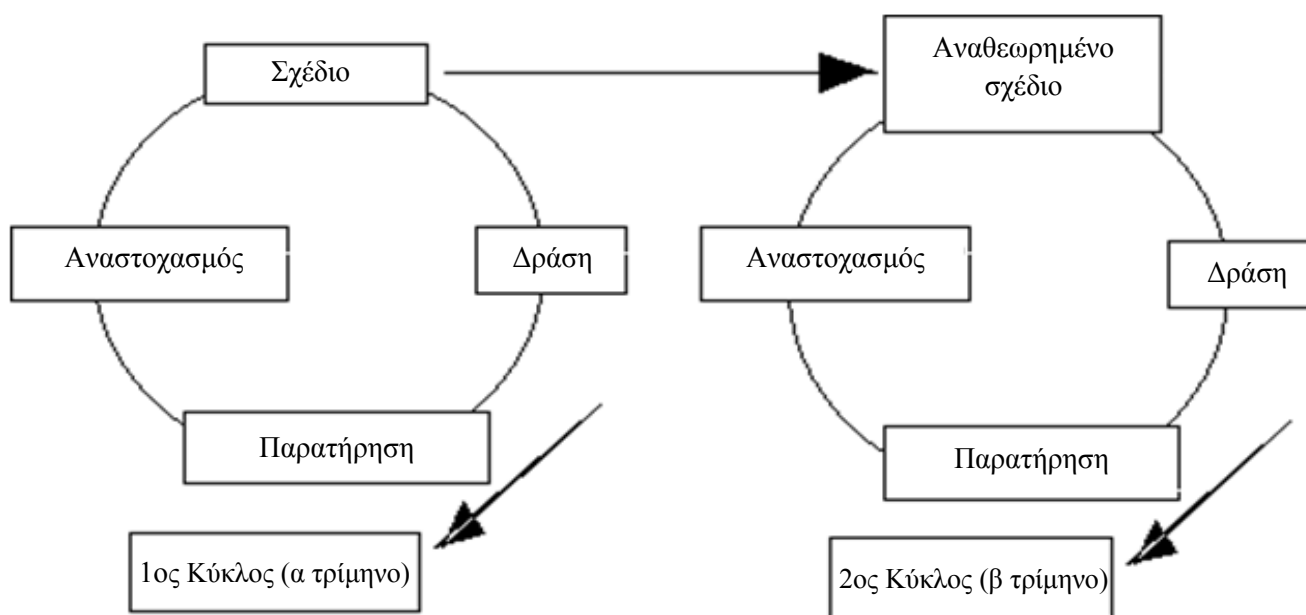 Σχέδιο
Αναθεωρημένο
σχέδιο
Αναστοχασμός
Δράση
Αναστοχασμός
Δράση
Παρατήρηση
Παρατήρηση
1ος Κύκλος (α τρίμηνο)
2ος Κύκλος (β τρίμηνο)